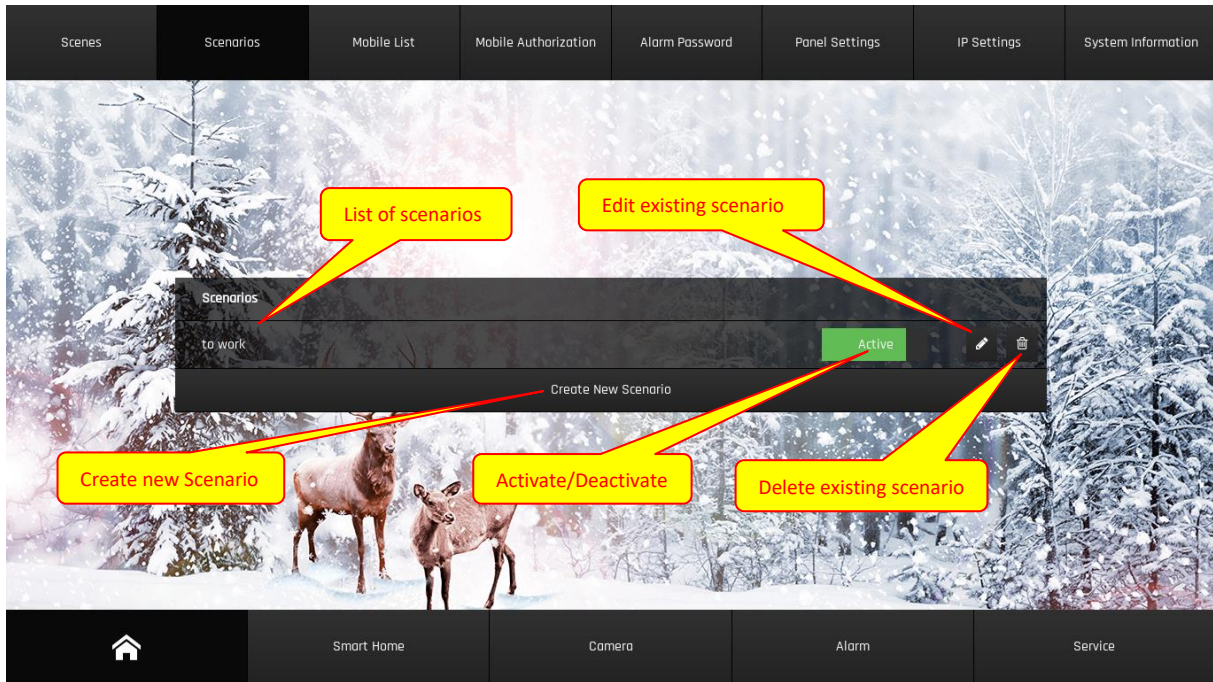 Scenes
Scenarios
Mobile List
Mobile Authorization
Alarm Password
Panel Settings
IP Settings
System Information
List of scenarios
Edit existing scenario
Scenarios
to work
Active
Create New Scenario
Create new Scenario
Activate/Deactivate
Delete existing scenario
Smart Home
Camera
Alarm
Service